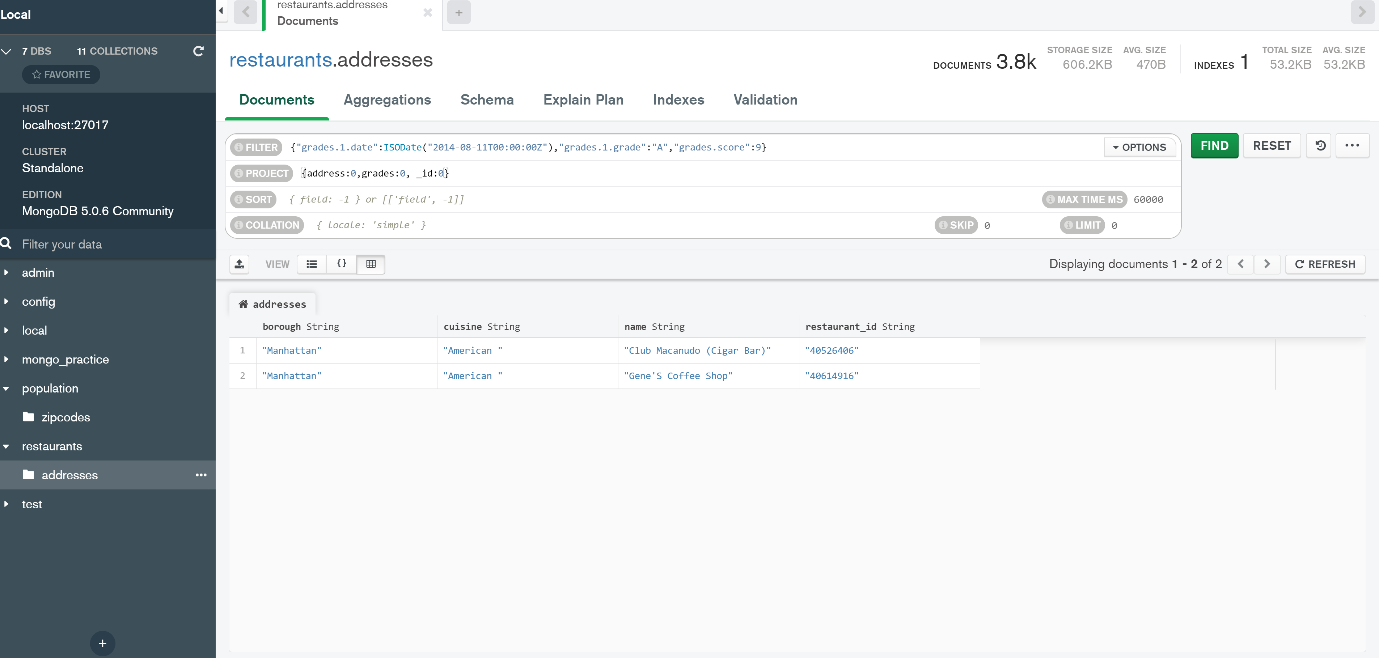 Local
7 DBS 11 COLLECTIONS
FAVORITE
HOST
localhost:27017
CLUSTER
Standalone
EDITION
MongoDB 5.0.6 Community
Filter your data
admin
config
local
mongo_practice
population
zipcodes
restaurants
addresses
test
restaurants.addresses
Documents
restaurants.addresses
DOCUMENTS 3.8k STORAGE SIZE 606.2KB AVG. SIZE 470B INDEXES 1 TOTAL SIZE 53.2KB AVG. SIZE 53.2KB
Documents Aggregations Schema Explain Plan Indexes Validation
FILTER {"grades.1.date":ISODate("2014-08-11T00:00:00Z"),"grades.1.grade":"A","grades.score":9} OPTIONS FIND RESET
PROJECT {address:0,grades:0, _id:0}
SORT { field: -1 } or [['field', -1]] MAX TIME MS 60000
COLLATION { locale: 'simple' } SKIP 0 LIMIT 0
VIEW {} Displaying documents 1 - 2 of 2 REFRESH
addresses
borough String cuisine String name String restaurant_id String
1 "Manhattan" "American " "Club Macanudo (Cigar Bar)" "40526406"
2 "Manhattan" "American " "Gene'S Coffee Shop" "40614916"